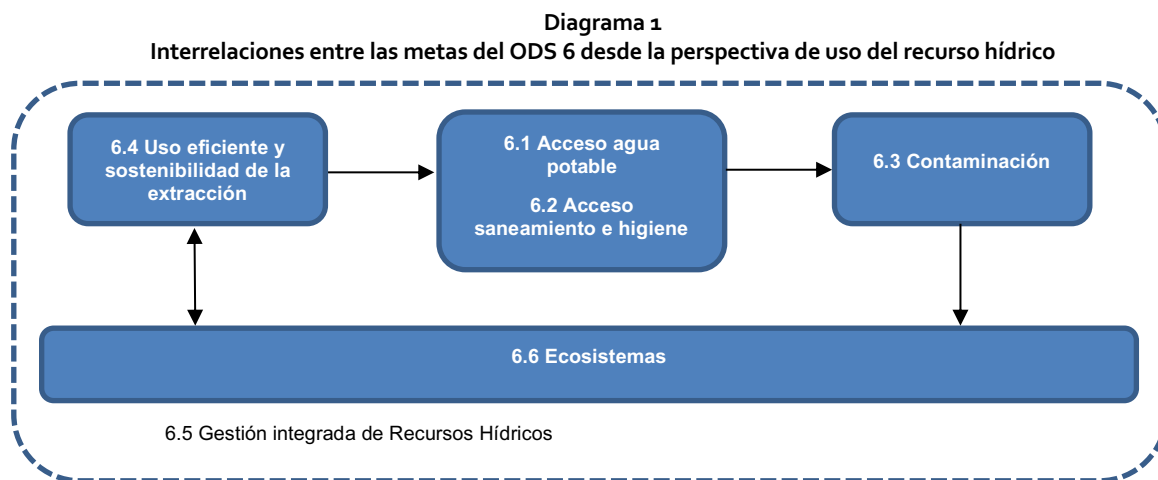 Diagrama 1
Interrelaciones entre las metas del ODS 6 desde la perspectiva de uso del recurso hídrico
6.4 Uso eficiente y
sostenibilidad de la
extracción
6.1 Acceso agua
potable
6.2 Acceso
saneamiento e higiene
6.3 Contaminación
6.6 Ecosistemas
6.5 Gestión integrada de Recursos Hídricos